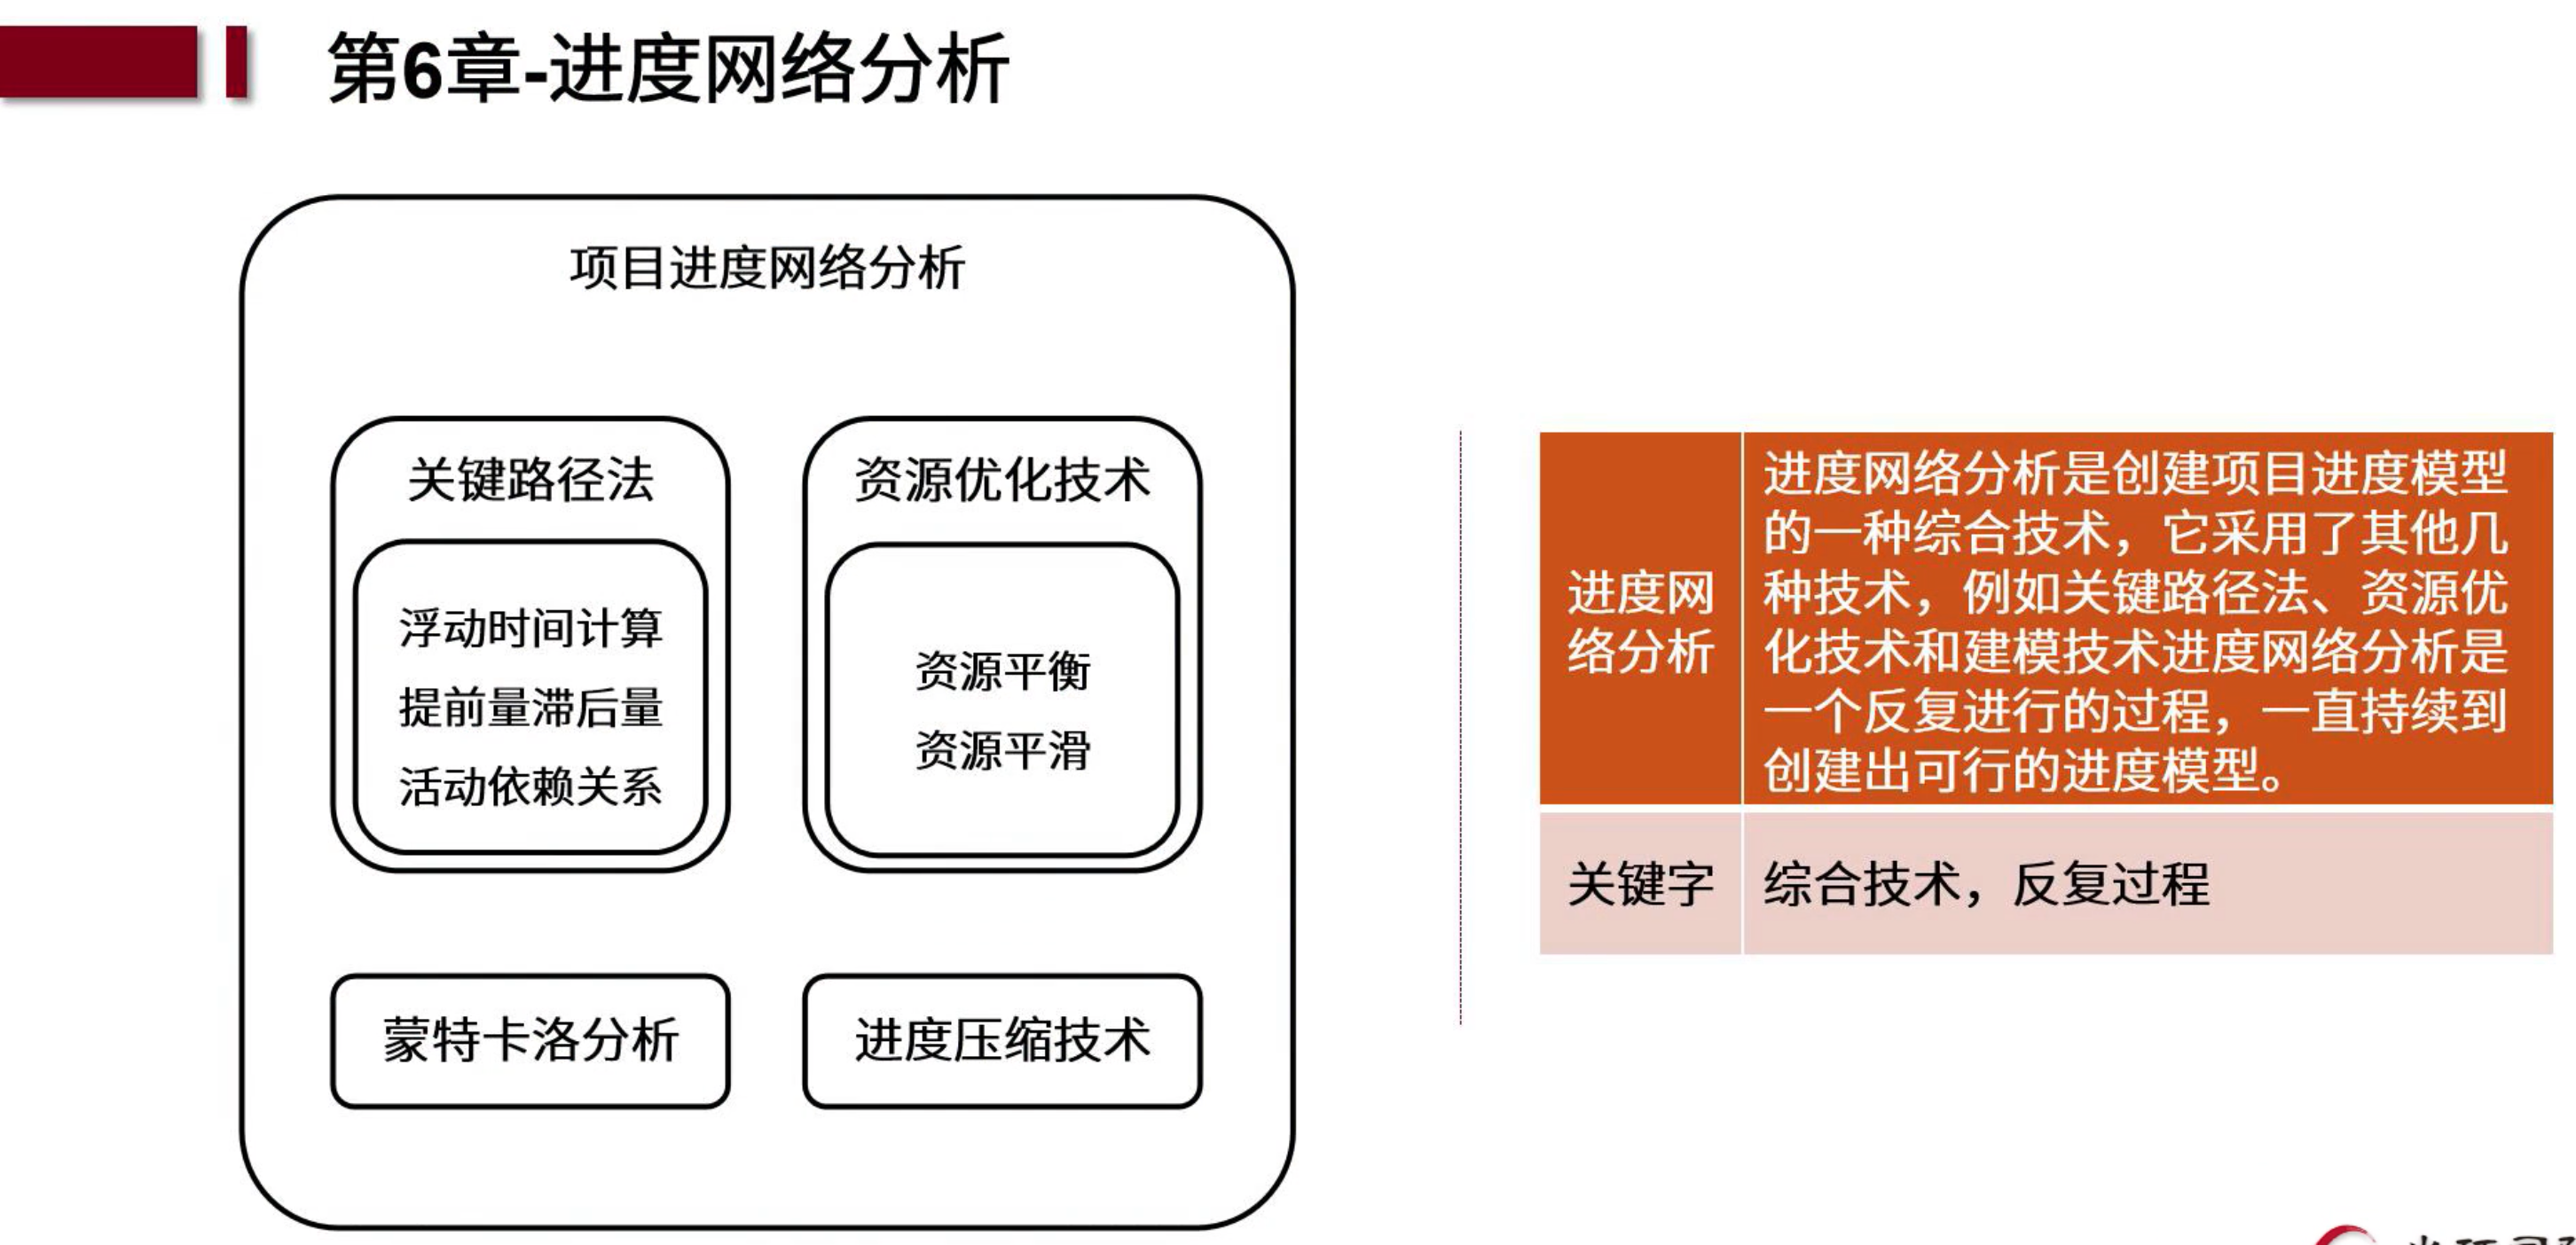 第6章-进度网络分析
项目进度网络分析
关键路径法
浮动时间计算
提前量滞后量
活动依赖关系
资源优化技术
资源平衡
资源平滑
蒙特卡洛分析
进度压缩技术
进度网
络分析
进度网络分析是创建项目进度模型
的一种综合技术，它采用了其他几
种技术，例如关键路径法、资源优
化技术和建模技术进度网络分析是
一个反复进行的过程，一直持续到
创建出可行的进度模型。
关键字
综合技术，反复过程